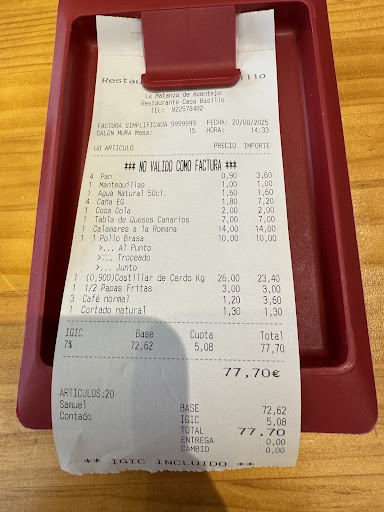 Restau
La Matanza de Acentejo
Restaurante Casa Basilio
TEL: 922578432
FACTURA SIMPLIFICADA 9999999 FECHA: 20/08/2025
SALON MURA Mesa: 15 HORA: 14:33
Ud ARTICULO PRECIO IMPORTE
### NO VALIDO COMO FACTURA ###
4 Pan 0,90 3,60
1 Mantequillas 1,00 1,00
1 Agua Natural 50cl. 1,60 1,60
4 Caña EG 1,80 7,20
1 Coca Cola 2,00 2,00
1 Tabla de Quesos Canarios 7,00 7,00
1 Calamares a la Romana 14,00 14,00
1 1 Pollo Brasa 10,00 10,00
>... Al Punto
>... Troceado
>... Junto
1 (0,900)Costillar de Cerdo Kg 26,00 23,40
1 1/2 Papas Fritas 3,00 3,00
3 Café normal 1,20 3,60
1 Cortado natural 1,30 1,30
IGIC Base Cuota Total
7% 72,62 5,08 77,70
77,70€
ARTICULOS:20
Samuel BASE 72,62
Contado IGIC 5,08
TOTAL 77,70
ENTREGA 0,00
CAMBIO 0,00
** IGIC INCLUIDO **